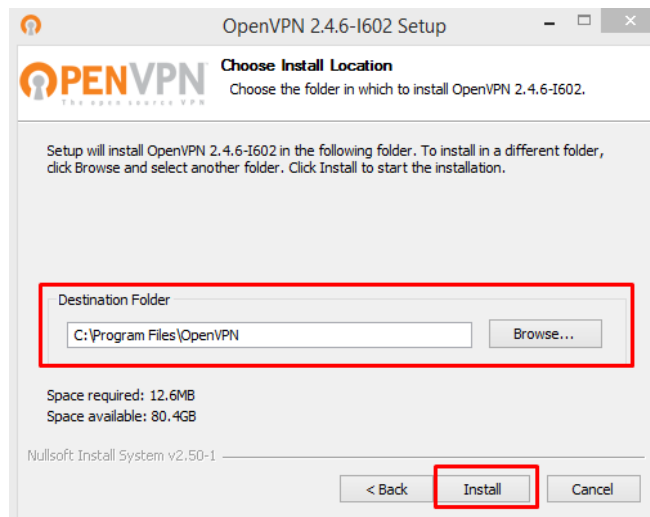 OpenVPN 2.4.6-I602 Setup
OPENVPN
The open source VPN
Choose Install Location
Choose the folder in which to install OpenVPN 2.4.6-I602.
Setup will install OpenVPN 2.4.6-I602 in the following folder. To install in a different folder,
click Browse and select another folder. Click Install to start the installation.
Destination Folder
C:\Program Files\OpenVPN
Browse...
Space required: 12.6MB
Space available: 80.4GB
Nullsoft Install System v2.50-1
< Back Install Cancel